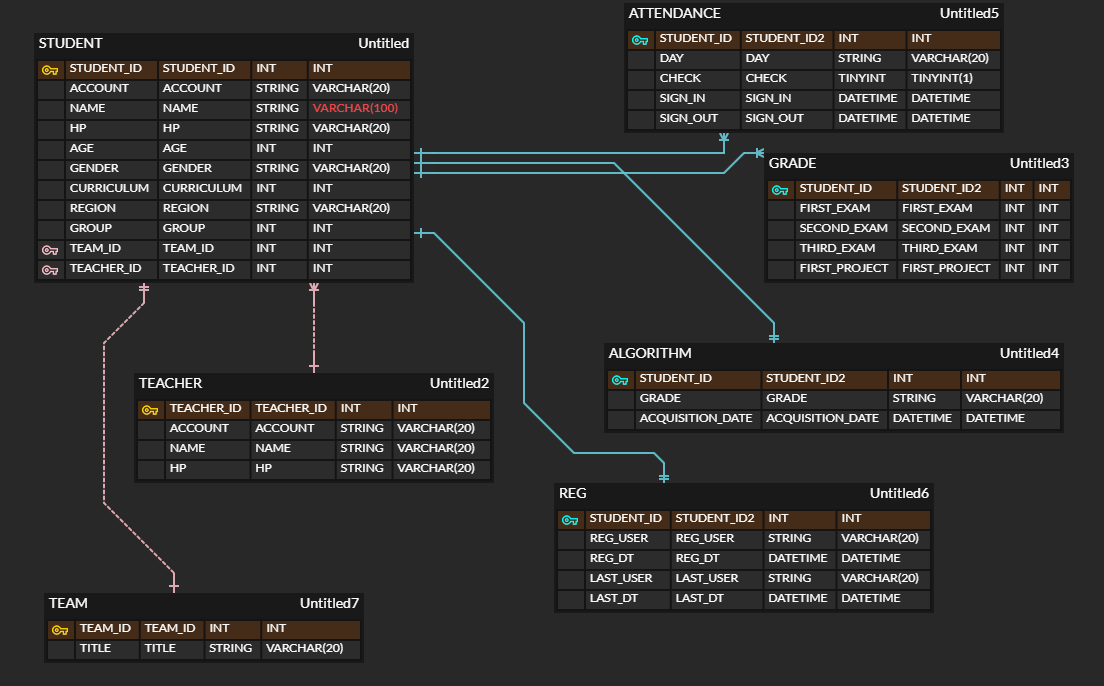 STUDENT Untitled
STUDENT_ID STUDENT_ID INT INT
ACCOUNT ACCOUNT STRING VARCHAR(20)
NAME NAME STRING VARCHAR(100)
HP HP STRING VARCHAR(20)
AGE AGE INT INT
GENDER GENDER STRING VARCHAR(20)
CURRICULUM CURRICULUM INT INT
REGION REGION STRING VARCHAR(20)
GROUP GROUP INT INT
TEAM_ID TEAM_ID INT INT
TEACHER_ID TEACHER_ID INT INT
ATTENDANCE Untitled5
STUDENT_ID STUDENT_ID2 INT INT
DAY DAY STRING VARCHAR(20)
CHECK CHECK TINYINT TINYINT(1)
SIGN_IN SIGN_IN DATETIME DATETIME
SIGN_OUT SIGN_OUT DATETIME DATETIME
GRADE Untitled3
STUDENT_ID STUDENT_ID2 INT INT
FIRST_EXAM FIRST_EXAM INT INT
SECOND_EXAM SECOND_EXAM INT INT
THIRD_EXAM THIRD_EXAM INT INT
FIRST_PROJECT FIRST_PROJECT INT INT
ALGORITHM Untitled4
STUDENT_ID STUDENT_ID2 INT INT
GRADE GRADE STRING VARCHAR(20)
ACQUISITION_DATE ACQUISITION_DATE DATETIME DATETIME
TEACHER Untitled2
TEACHER_ID TEACHER_ID INT INT
ACCOUNT ACCOUNT STRING VARCHAR(20)
NAME NAME STRING VARCHAR(20)
HP HP STRING VARCHAR(20)
REG Untitled6
STUDENT_ID STUDENT_ID2 INT INT
REG_USER REG_USER STRING VARCHAR(20)
REG_DT REG_DT DATETIME DATETIME
LAST_USER LAST_USER STRING VARCHAR(20)
LAST_DT LAST_DT DATETIME DATETIME
TEAM Untitled7
TEAM_ID TEAM_ID INT INT
TITLE TITLE STRING VARCHAR(20)